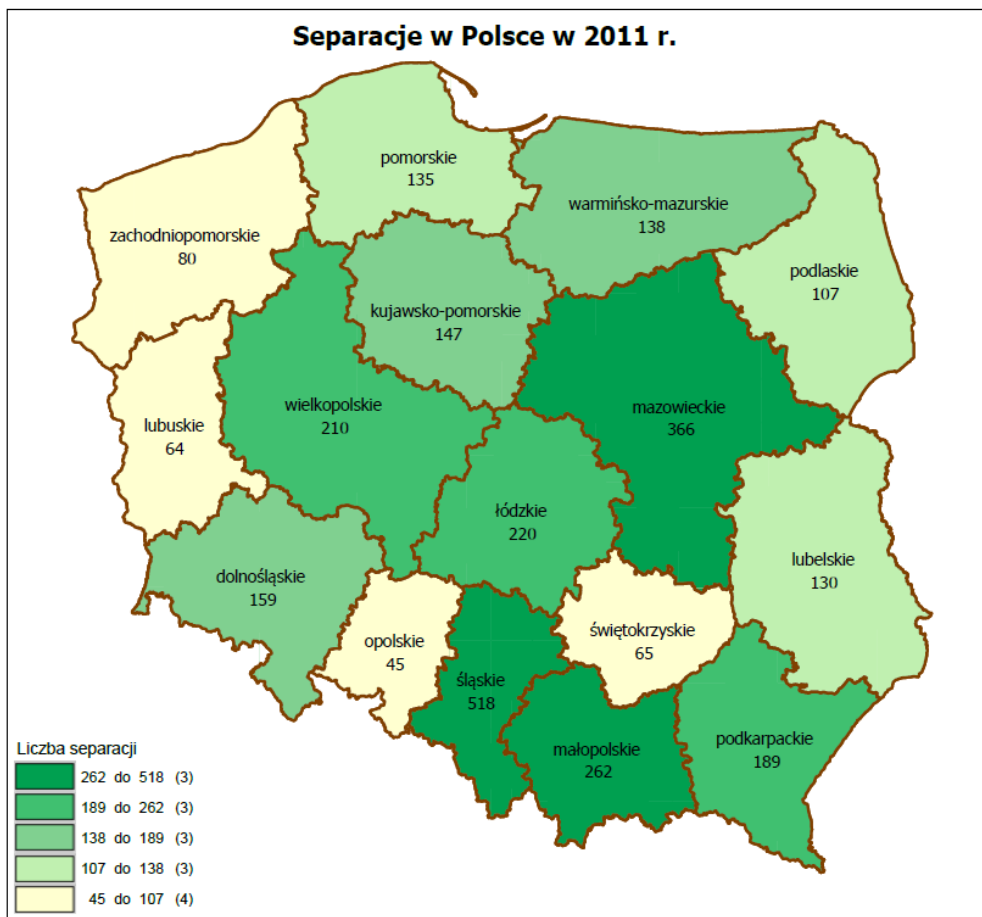 Separacje w Polsce w 2011 r.
pomorskie
135
warmińsko-mazurskie
138
zachodniopomorskie
80
podlaskie
107
kujawsko-pomorskie
147
wielkopolskie
210
mazowieckie
366
lubuskie
64
łódzkie
220
lubelskie
130
dolnośląskie
159
opolskie
45
świętokrzyskie
65
śląskie
518
małopolskie
262
podkarpackie
189
Liczba separacji
262 do 518 (3)
189 do 262 (3)
138 do 189 (3)
107 do 138 (3)
45 do 107 (4)